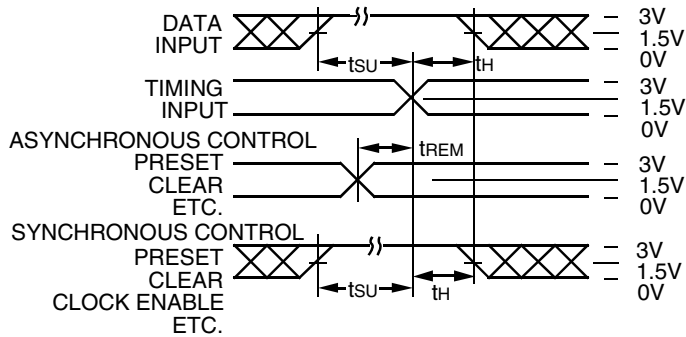 DATA
INPUT
tSU
tH
3V
1.5V
0V
TIMING
INPUT
3V
1.5V
0V
ASYNCHRONOUS CONTROL
PRESET
CLEAR
ETC.
tREM
3V
1.5V
0V
SYNCHRONOUS CONTROL
PRESET
CLEAR
CLOCK ENABLE
ETC.
tSU
tH
3V
1.5V
0V